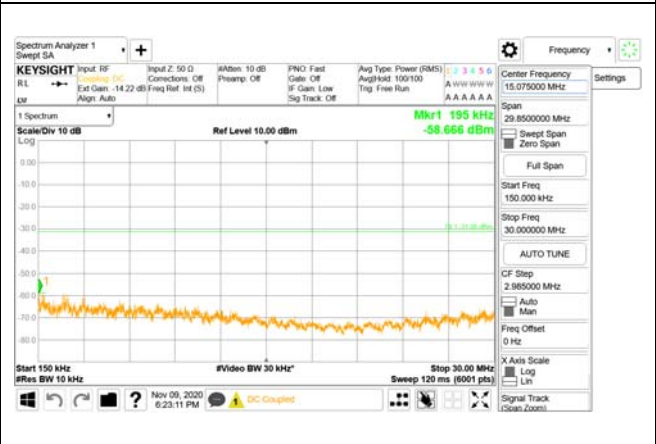 Spectrum Analyzer 1
Swept SA
Frequency
KEYSIGHT
RL
Input: RF
Coupling: DC
Ext Gain: -14.22 dB
Align: Auto
Input Z: 50 Ω
Corrections: Off
Freq Ref: Int (S)
#Atten: 10 dB
Preamp: Off
PNO: Fast
Gate: Off
IF Gain: Low
Sig Track: Off
Avg Type: Power (RMS)
Avg|Hold: 100/100
Trig: Free Run
1 2 3 4 5 6
A W W W W W
A A A A A A
1 Spectrum
Scale/Div 10 dB
Ref Level 10.00 dBm
Mkr1 195 kHz
-58.666 dBm
Log
0.00
-10.0
-20.0
-30.0
-40.0
-50.0
-60.0
-70.0
-80.0
1
Start 150 kHz
#Res BW 10 kHz
#Video BW 30 kHz*
Stop 30.00 MHz
Sweep 120 ms (6001 pts)
Nov 09, 2020
6:23:11 PM
DC Coupled
Center Frequency
15.075000 MHz
Settings
Span
29.8500000 MHz
Swept Span
Zero Span
Full Span
Start Freq
150.000 kHz
Stop Freq
30.000000 MHz
AUTO TUNE
CF Step
2.985000 MHz
Auto
Man
Freq Offset
0 Hz
X Axis Scale
Log
Lin
Signal Track
(Span Zoom)